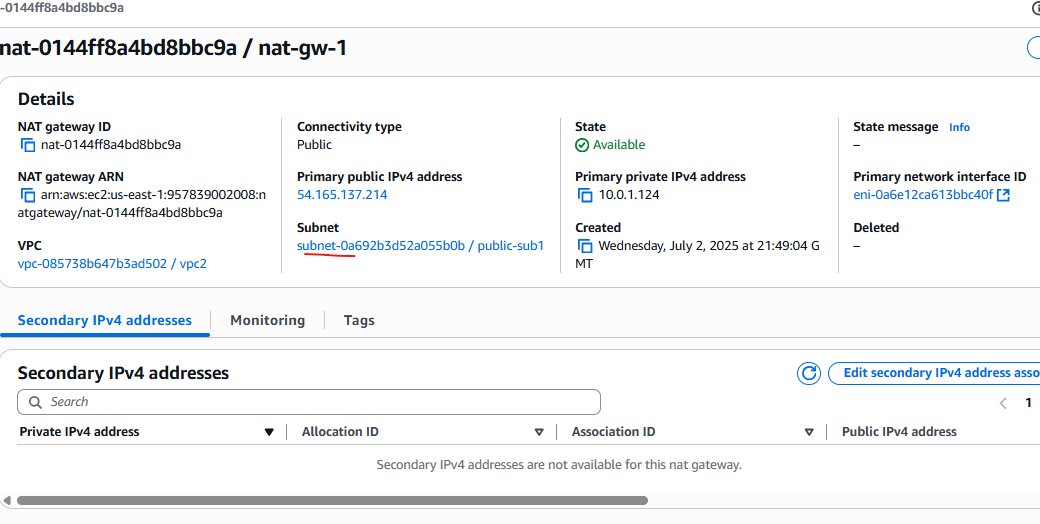 -0144ff8a4bd8bbc9a
nat-0144ff8a4bd8bbc9a / nat-gw-1
Details
NAT gateway ID
nat-0144ff8a4bd8bbc9a
Connectivity type
Public
State
Available
State message Info
–
NAT gateway ARN
arn:aws:ec2:us-east-1:957839002008:n
atgateway/nat-0144ff8a4bd8bbc9a
Primary public IPv4 address
54.165.137.214
Primary private IPv4 address
10.0.1.124
Primary network interface ID
eni-0a6e12ca613bbc40f
VPC
vpc-085738b647b3ad502 / vpc2
Subnet
subnet-0a692b3d52a055b0b / public-sub1
Created
Wednesday, July 2, 2025 at 21:49:04 G
MT
Deleted
–
Secondary IPv4 addresses Monitoring Tags
Secondary IPv4 addresses
Edit secondary IPv4 address asso
Search
1
Private IPv4 address Allocation ID Association ID Public IPv4 address
Secondary IPv4 addresses are not available for this nat gateway.